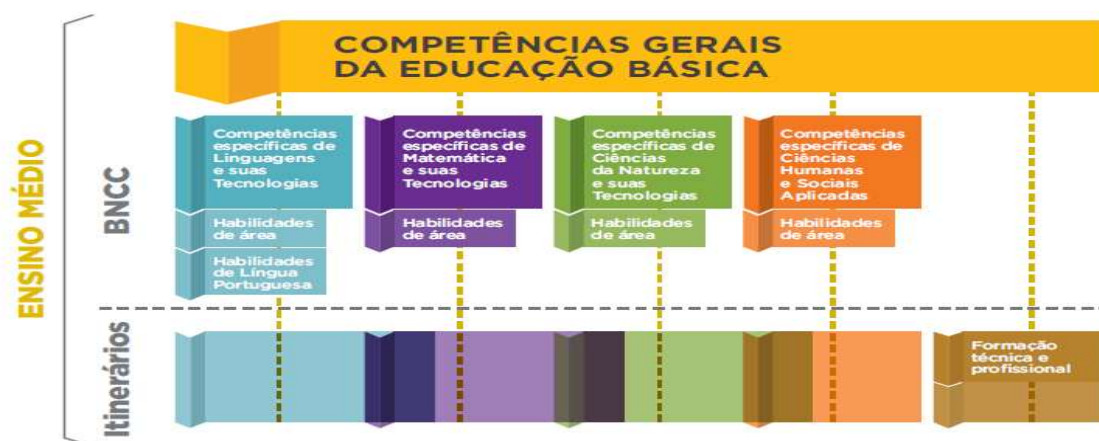 COMPETÊNCIAS GERAIS
DA EDUCAÇÃO BÁSICA
ENSINO MÉDIO
BNCC
Competências
específicas de
Linguagens
e suas
Tecnologias
Habilidades
de área
Habilidades
de Língua
Portuguesa
Competências
específicas de
Matemática
e suas
Tecnologias
Habilidades
de área
Competências
específicas de
Ciências
da Natureza
e suas
Tecnologias
Habilidades
de área
Competências
específicas de
Ciências
Humanas
e Sociais
Aplicadas
Habilidades
de área
Itinerários
Formação
técnica e
profissional